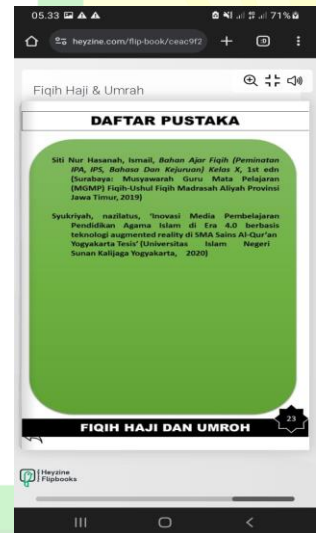 05.33
71%
heyzine.com/flip-book/ceac9f2
Fiqih Haji & Umrah
DAFTAR PUSTAKA
Siti Nur Hasanah, Ismail, Bahan Ajar Fiqih (Peminatan
IPA, IPS, Bahasa Dan Kejuruan) Kelas X, 1st edn
(Surabaya: Musyawarah Guru Mata Pelajaran
(MGMP) Fiqih-Ushul Fiqih Madrasah Aliyah Provinsi
Jawa Timur, 2019)
Syukriyah, nazilatus, 'Inovasi Media Pembelajaran
Pendidikan Agama Islam di Era 4.0 berbasis
teknologi augmented reality di SMA Sains Al-Qur'an
Yogyakarta Tesis' (Universitas Islam Negeri
Sunan Kalijaga Yogyakarta, 2020)
23
FIQIH HAJI DAN UMROH
Heyzine
Flipbooks